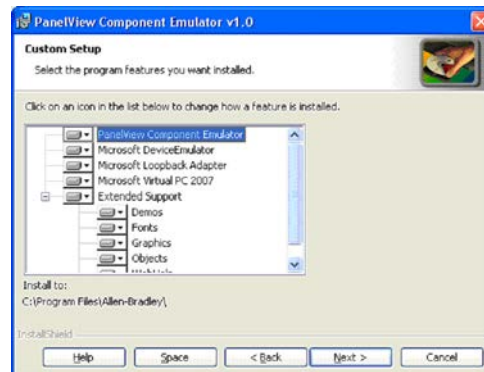 PanelView Component Emulator v1.0
Custom Setup
Select the program features you want installed.
Click on an icon in the list below to change how a feature is installed.
PanelView Component Emulator
Microsoft DeviceEmulator
Microsoft Loopback Adapter
Microsoft Virtual PC 2007
Extended Support
Demos
Fonts
Graphics
Objects
Install to:
C:\Program Files\Allen-Bradley\
InstallShield
Help Space < Back Next > Cancel